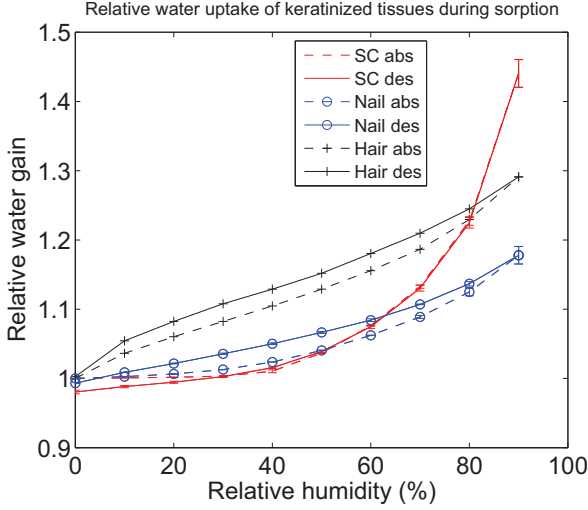 Relative water uptake of keratinized tissues during sorption
1.5
1.4
1.3
1.2
1.1
1
0.9
Relative water gain
SC abs
SC des
Nail abs
Nail des
Hair abs
Hair des
0 20 40 60 80 100
Relative humidity (%)